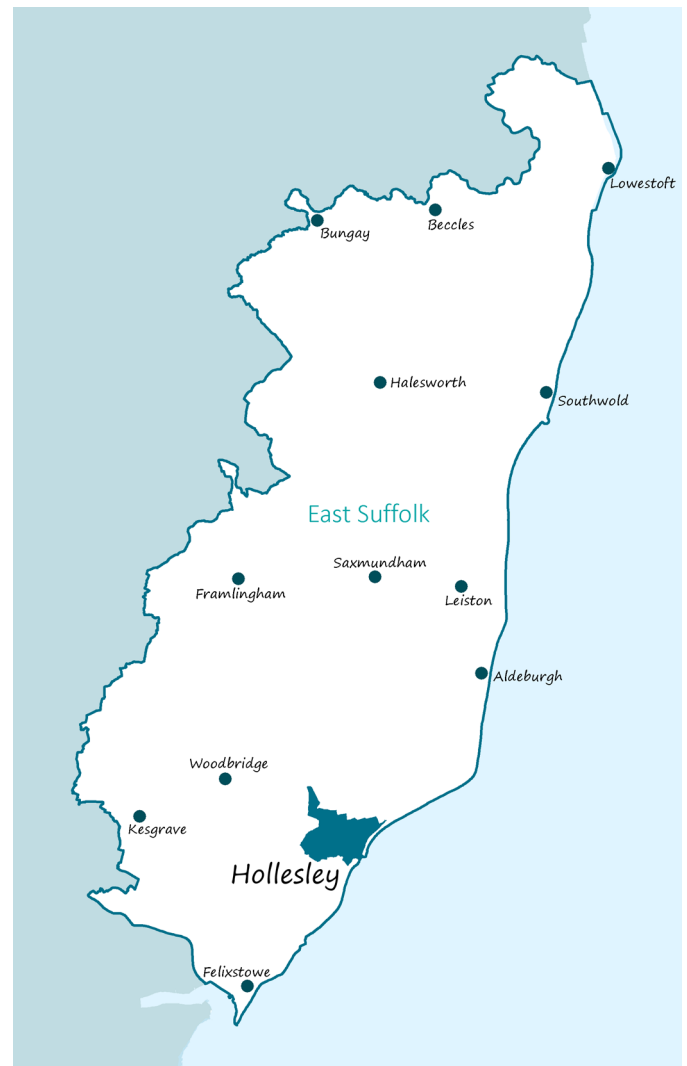 Lowestoft
Beccles
Bungay
Halesworth
Southwold
East Suffolk
Saxmundham
Framlingham
Leiston
Aldeburgh
Woodbridge
Kesgrave
Hollesley
Felixstowe